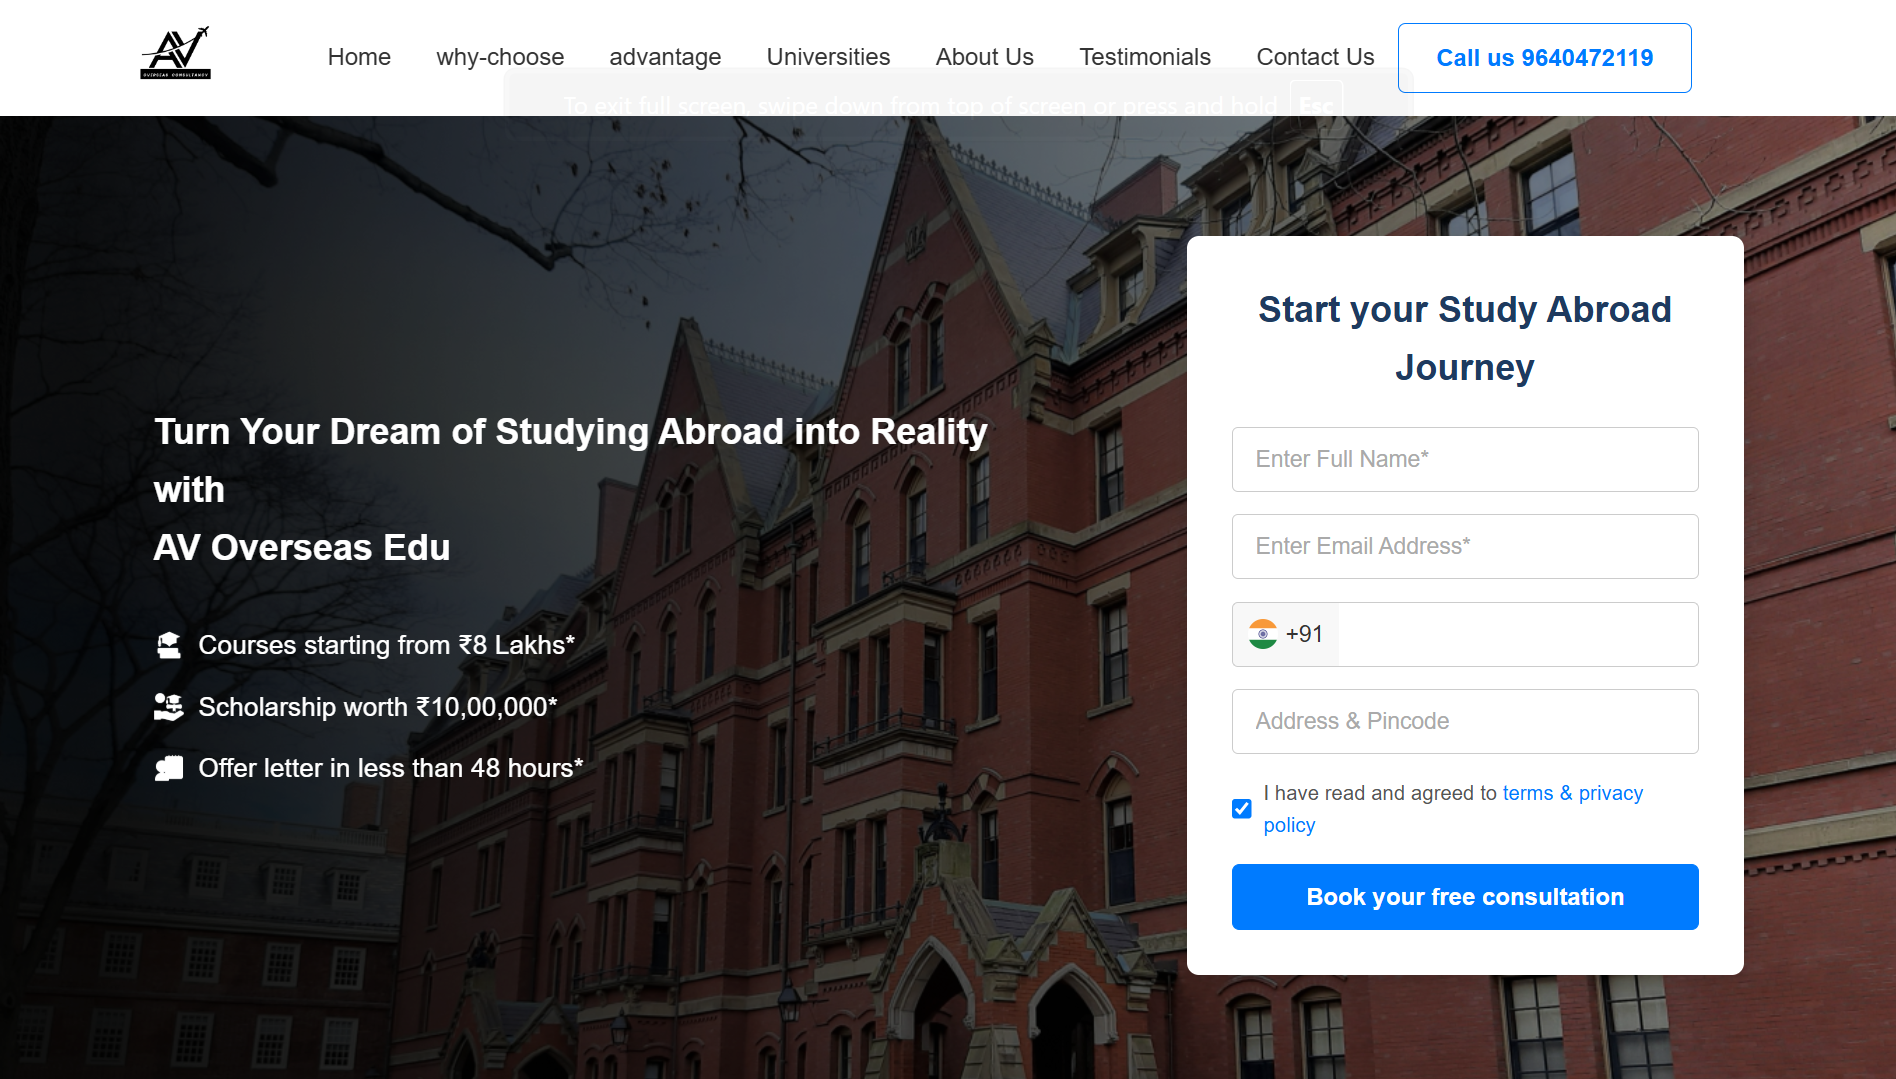 AV
OVERSEAS CONSULTANCY
Home
why-choose
advantage
Universities
About Us
Testimonials
Contact Us
Call us 9640472119
To exit full screen, swipe down from top of screen or press and hold Esc
Turn Your Dream of Studying Abroad into Reality
with
AV Overseas Edu
Courses starting from ₹8 Lakhs*
Scholarship worth ₹10,00,000*
Offer letter in less than 48 hours*
Start your Study Abroad
Journey
Enter Full Name*
Enter Email Address*
+91
Address & Pincode
I have read and agreed to terms & privacy
policy
Book your free consultation